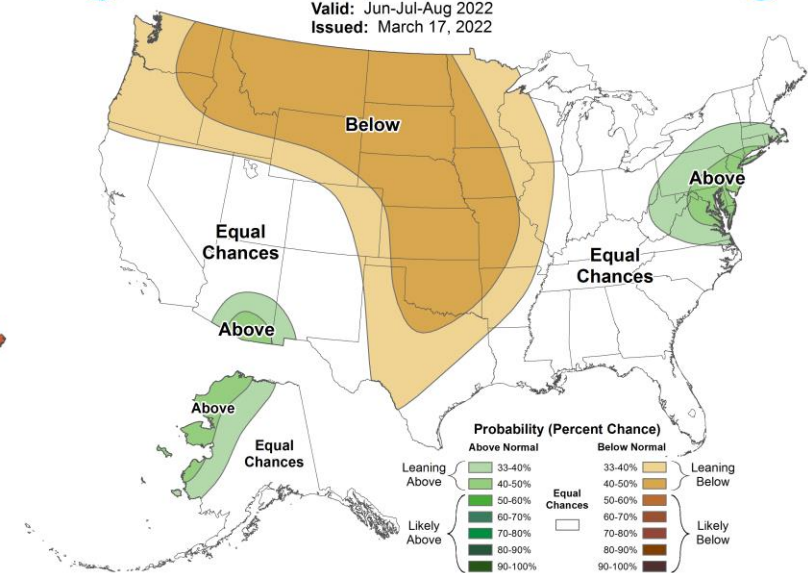 Valid: Jun-Jul-Aug 2022
Issued: March 17, 2022
Below
Above
Equal
Chances
Equal
Chances
Above
Above
Equal
Chances
Probability (Percent Chance)
Above Normal
Below Normal
Leaning
Above
33-40%
40-50%
33-40%
40-50%
Leaning
Below
Likely
Above
50-60%
60-70%
70-80%
80-90%
90-100%
Equal
Chances
50-60%
60-70%
70-80%
80-90%
90-100%
Likely
Below